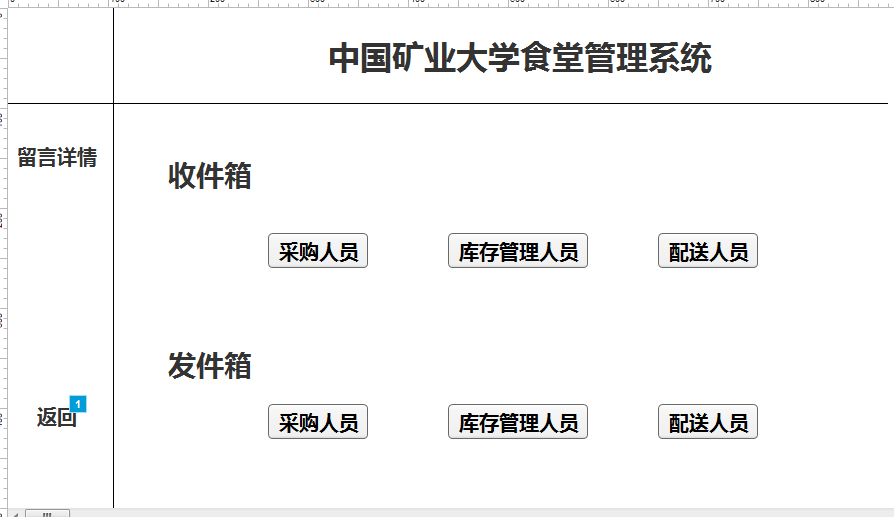 中国矿业大学食堂管理系统
留言详情
收件箱
采购人员 库存管理人员 配送人员
发件箱
返回 1
采购人员 库存管理人员 配送人员